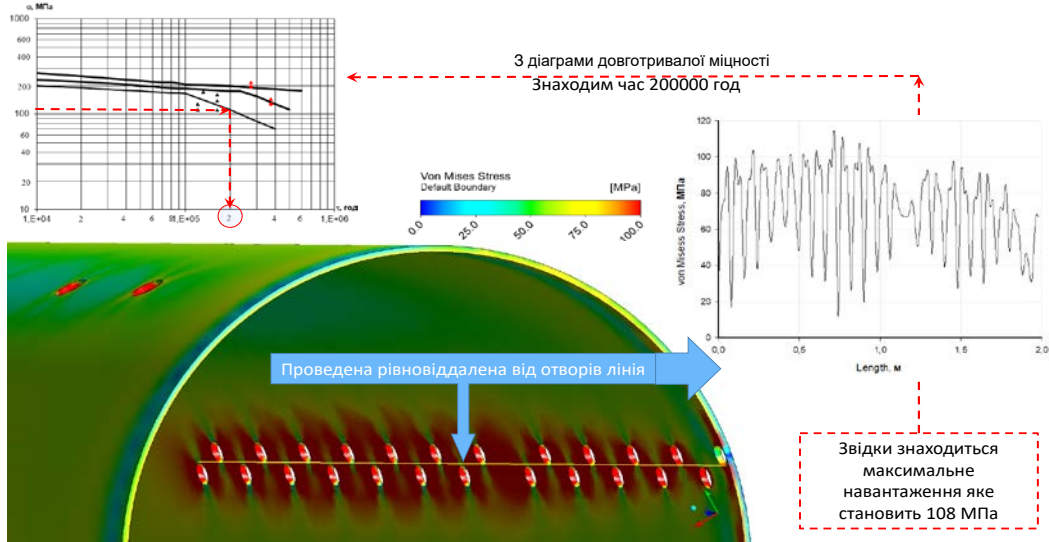 σ, МПа
1000
600
400
200
100
60
40
20
10
1,E+04 2 4 6 8 1,E+05 2 4 6 1,E+06
τ, год
З діаграми довготривалої міцності
Знаходим час 200000 год
Von Mises Stress
Default Boundary
[MPa]
0.0 25.0 50.0 75.0 100.0
von Misess Stress, МПа
120
100
80
60
40
20
0
0,0 0,5 1,0 1,5 2,0
Length, м
Проведена рівновіддалена від отворів лінія
Звідки знаходиться
максимальне
навантаження яке
становить 108 МПа